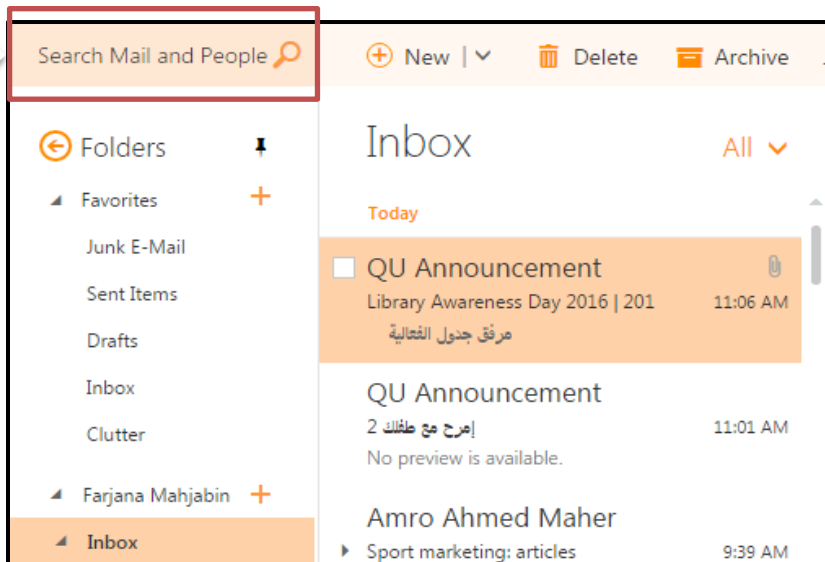 Search Mail and People
New
Delete
Archive
Folders
Favorites
Junk E-Mail
Sent Items
Drafts
Inbox
Clutter
Farjana Mahjabin
Inbox
Inbox
All
Today
QU Announcement
Library Awareness Day 2016 | 201 11:06 AM
مرفق جدول الفعالية
QU Announcement
إمرح مع طفلك 2 11:01 AM
No preview is available.
Amro Ahmed Maher
Sport marketing: articles 9:39 AM